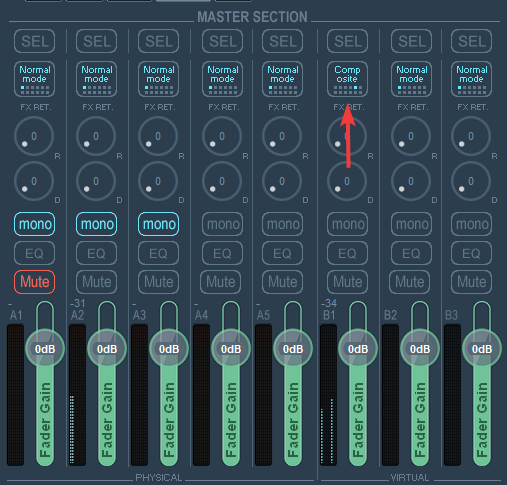 MASTER SECTION
SEL SEL SEL SEL SEL SEL SEL SEL
Normal Normal Normal Normal Normal Comp Normal Normal
mode mode mode mode mode osite mode mode
FX RET. FX RET. FX RET. FX RET. FX RET. FX RET. FX RET. FX RET.
0 0 0 0 0 0 0 0
R R R R R R R R
0 0 0 0 0 0 0 0
D D D D D D D D
mono mono mono mono mono mono mono mono
EQ EQ EQ EQ EQ EQ EQ EQ
Mute Mute Mute Mute Mute Mute Mute Mute
- -31 - - - -34
A1 A2 A3 A4 A5 B1 B2 B3
0dB 0dB 0dB 0dB 0dB 0dB 0dB 0dB
Fader Gain Fader Gain Fader Gain Fader Gain Fader Gain Fader Gain Fader Gain Fader Gain
PHYSICAL VIRTUAL